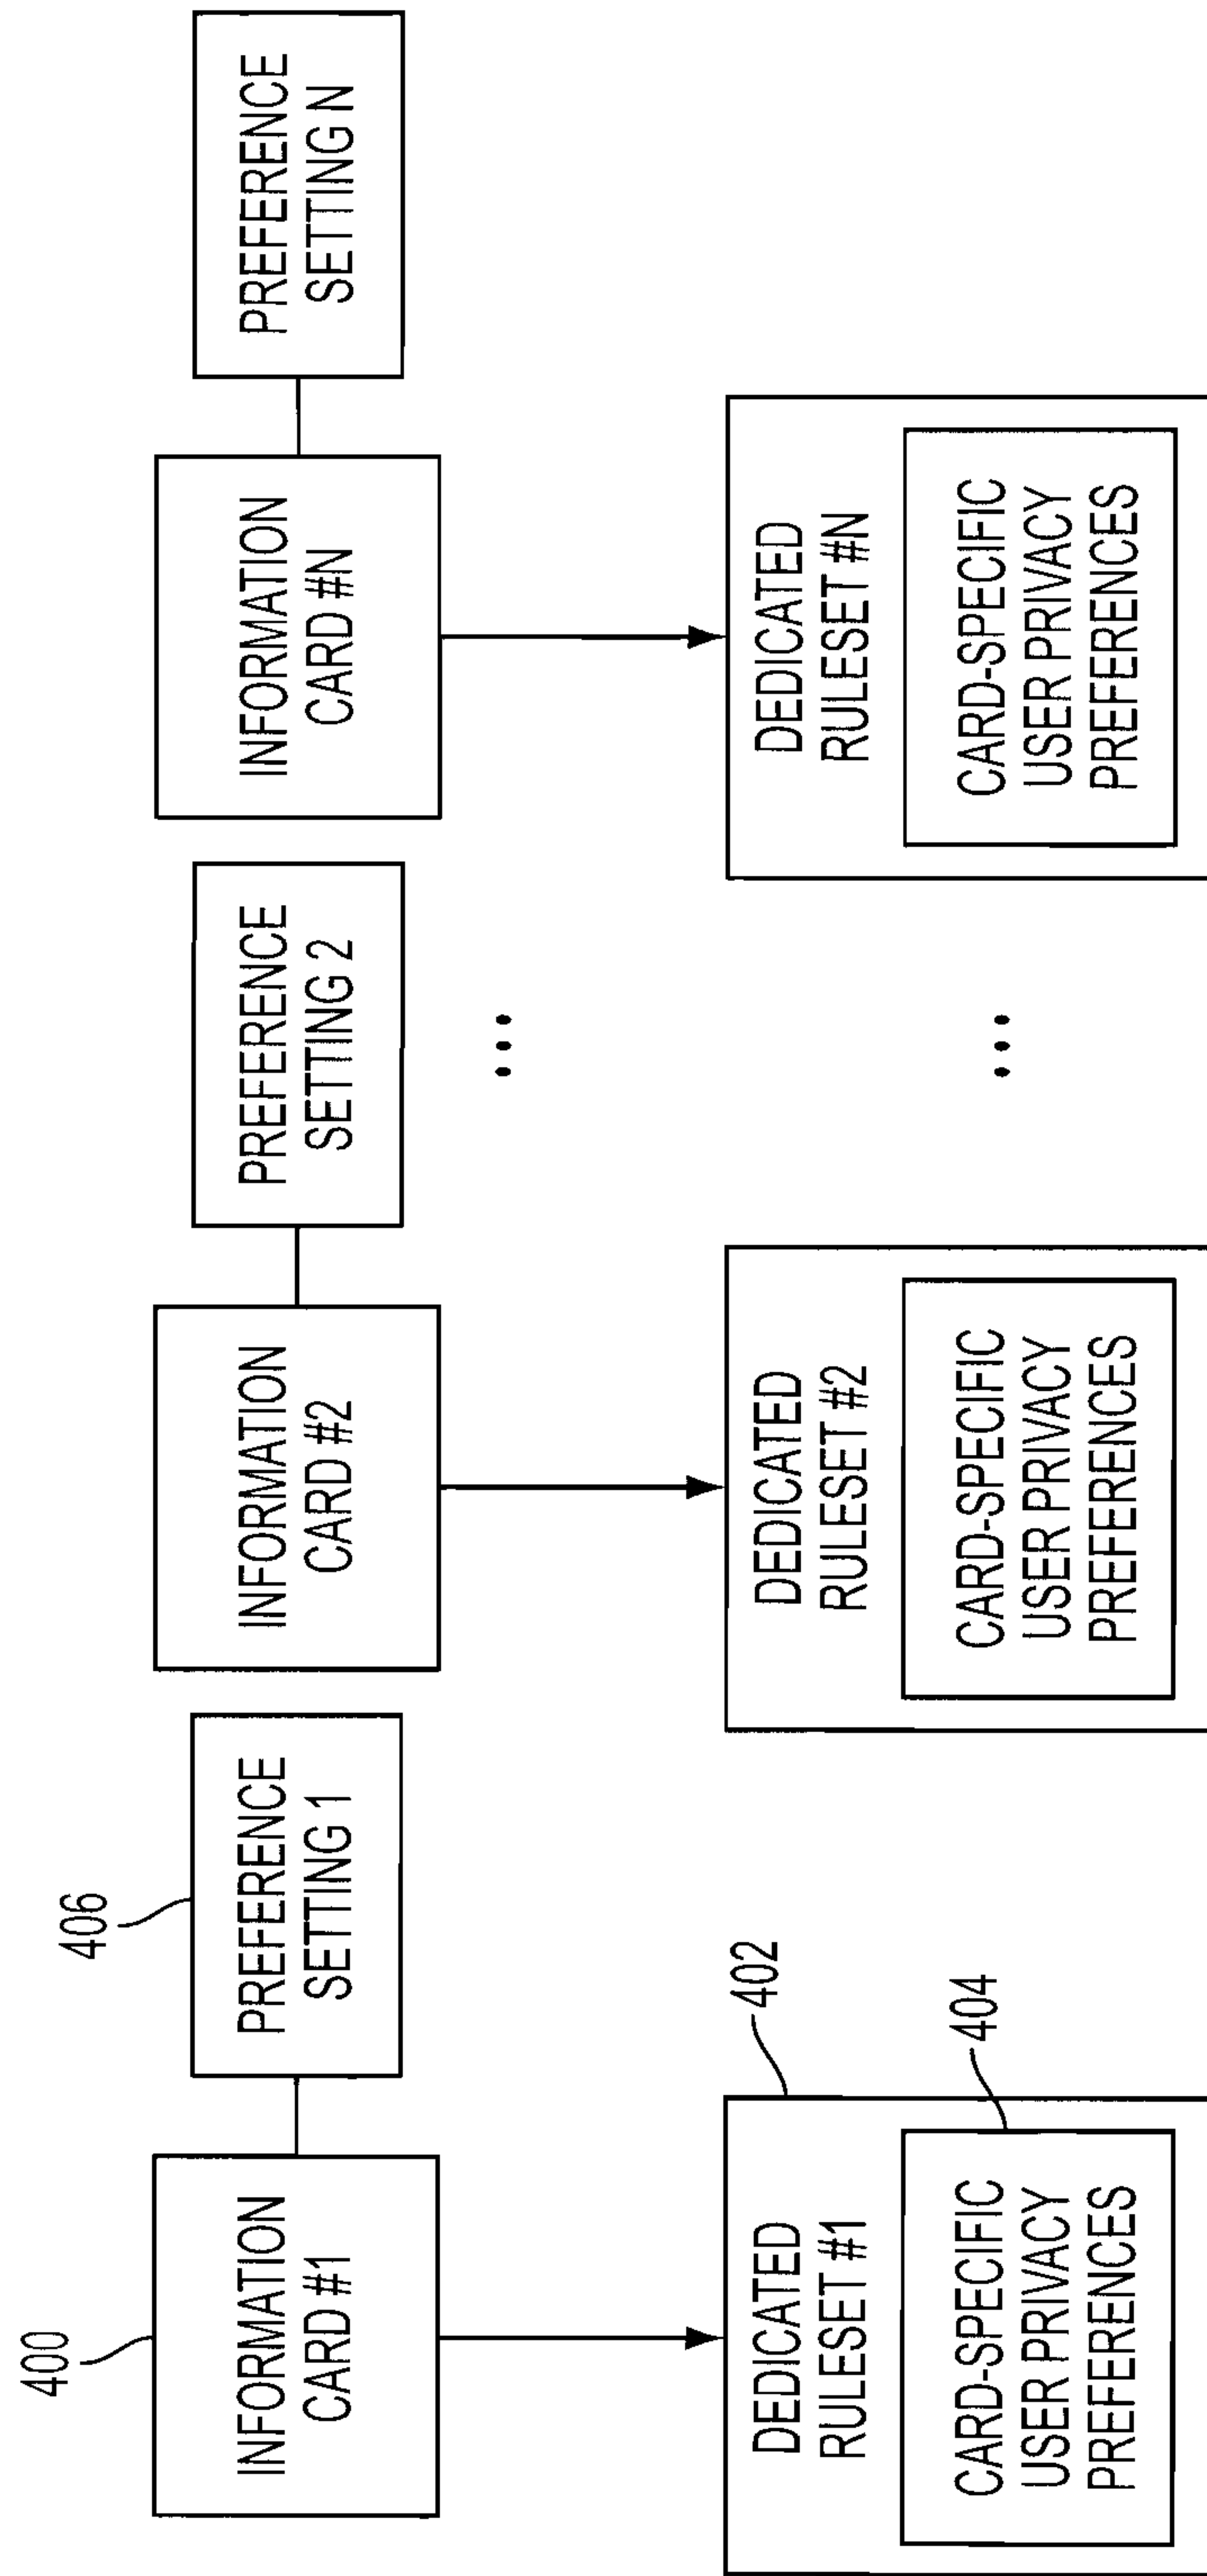 400
INFORMATION
CARD #1
406
PREFERENCE
SETTING 1
INFORMATION
CARD #2
PREFERENCE
SETTING 2
INFORMATION
CARD #N
PREFERENCE
SETTING N
...
402
DEDICATED
RULESET #1
404
CARD-SPECIFIC
USER PRIVACY
PREFERENCES
DEDICATED
RULESET #2
CARD-SPECIFIC
USER PRIVACY
PREFERENCES
...
DEDICATED
RULESET #N
CARD-SPECIFIC
USER PRIVACY
PREFERENCES